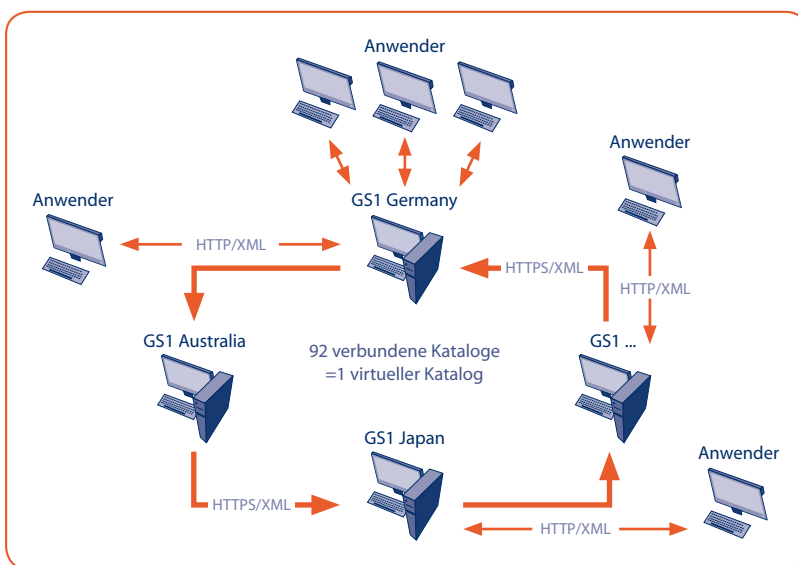 Anwender
Anwender
GS1 Germany
Anwender
HTTP/XML
HTTPS/XML
HTTP/XML
GS1 Australia
GS1 ...
92 verbundene Kataloge
=1 virtueller Katalog
GS1 Japan
Anwender
HTTPS/XML
HTTP/XML